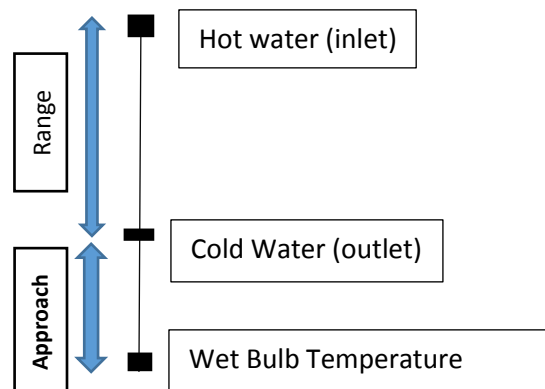 Hot water (inlet)
Range
Cold Water (outlet)
Approach
Wet Bulb Temperature